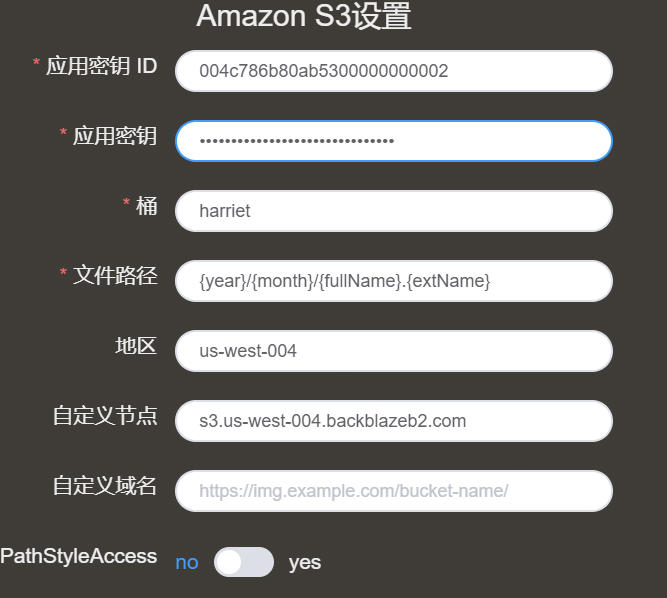 Amazon S3设置
* 应用密钥 ID 004c786b80ab5300000000002
* 应用密钥 •••••••••••••••••••••••••••••••
* 桶 harriet
* 文件路径 {year}/{month}/{fullName}.{extName}
地区 us-west-004
自定义节点 s3.us-west-004.backblazeb2.com
自定义域名 https://img.example.com/bucket-name/
PathStyleAccess no yes